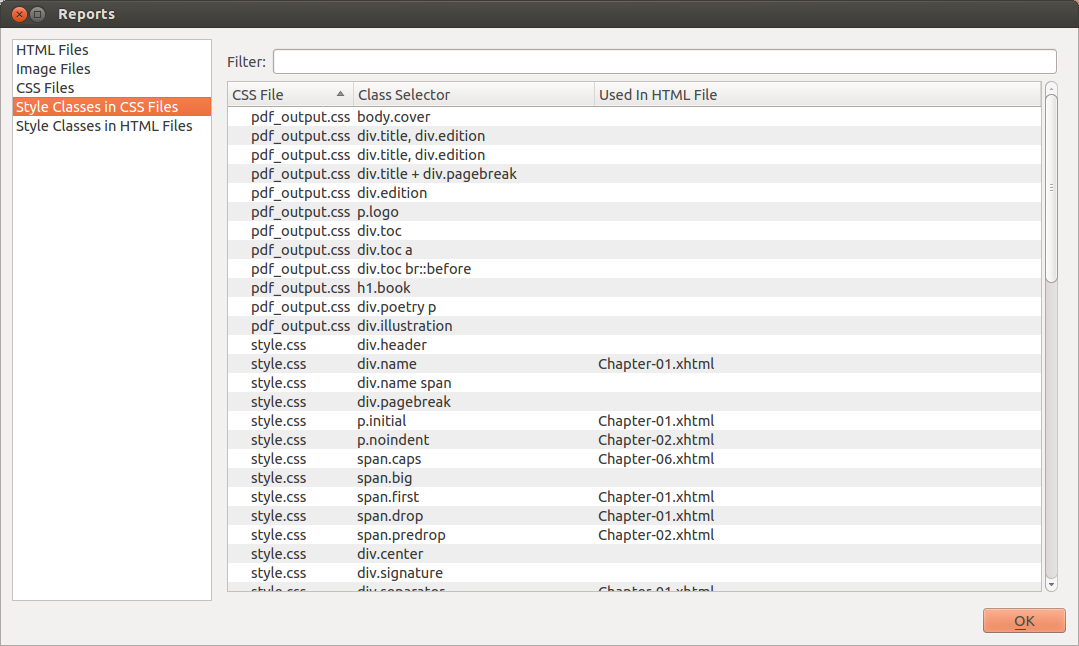 Reports
HTML Files
Image Files
CSS Files
Style Classes in CSS Files
Style Classes in HTML Files
Filter:
CSS File Class Selector Used In HTML File
pdf_output.css body.cover
pdf_output.css div.title, div.edition
pdf_output.css div.title, div.edition
pdf_output.css div.title + div.pagebreak
pdf_output.css div.edition
pdf_output.css p.logo
pdf_output.css div.toc
pdf_output.css div.toc a
pdf_output.css div.toc br::before
pdf_output.css h1.book
pdf_output.css div.poetry p
pdf_output.css div.illustration
style.css div.header
style.css div.name Chapter-01.xhtml
style.css div.name span
style.css div.pagebreak
style.css p.initial Chapter-01.xhtml
style.css p.noindent Chapter-02.xhtml
style.css span.caps Chapter-06.xhtml
style.css span.big
style.css span.first Chapter-01.xhtml
style.css span.drop Chapter-01.xhtml
style.css span.predrop Chapter-02.xhtml
style.css div.center
style.css div.signature
style.css div.separator Chapter-01.xhtml
OK